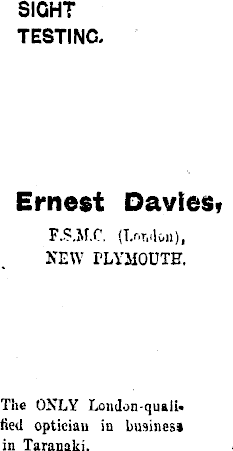 SIGHT
TESTING.
Ernest Davies,
F.S.M.C. (London),
NEW PLYMOUTH.
The ONLY London-quali-
fied optician in business
in Taranaki.